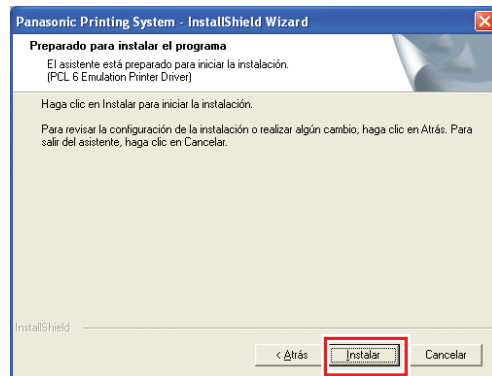 Panasonic Printing System - InstallShield Wizard
Preparado para instalar el programa
El asistente está preparado para iniciar la instalación.
(PCL 6 Emulation Printer Driver)
Haga clic en Instalar para iniciar la instalación.
Para revisar la configuración de la instalación o realizar algún cambio, haga clic en Atrás. Para
salir del asistente, haga clic en Cancelar.
InstallShield
< Atrás Instalar Cancelar